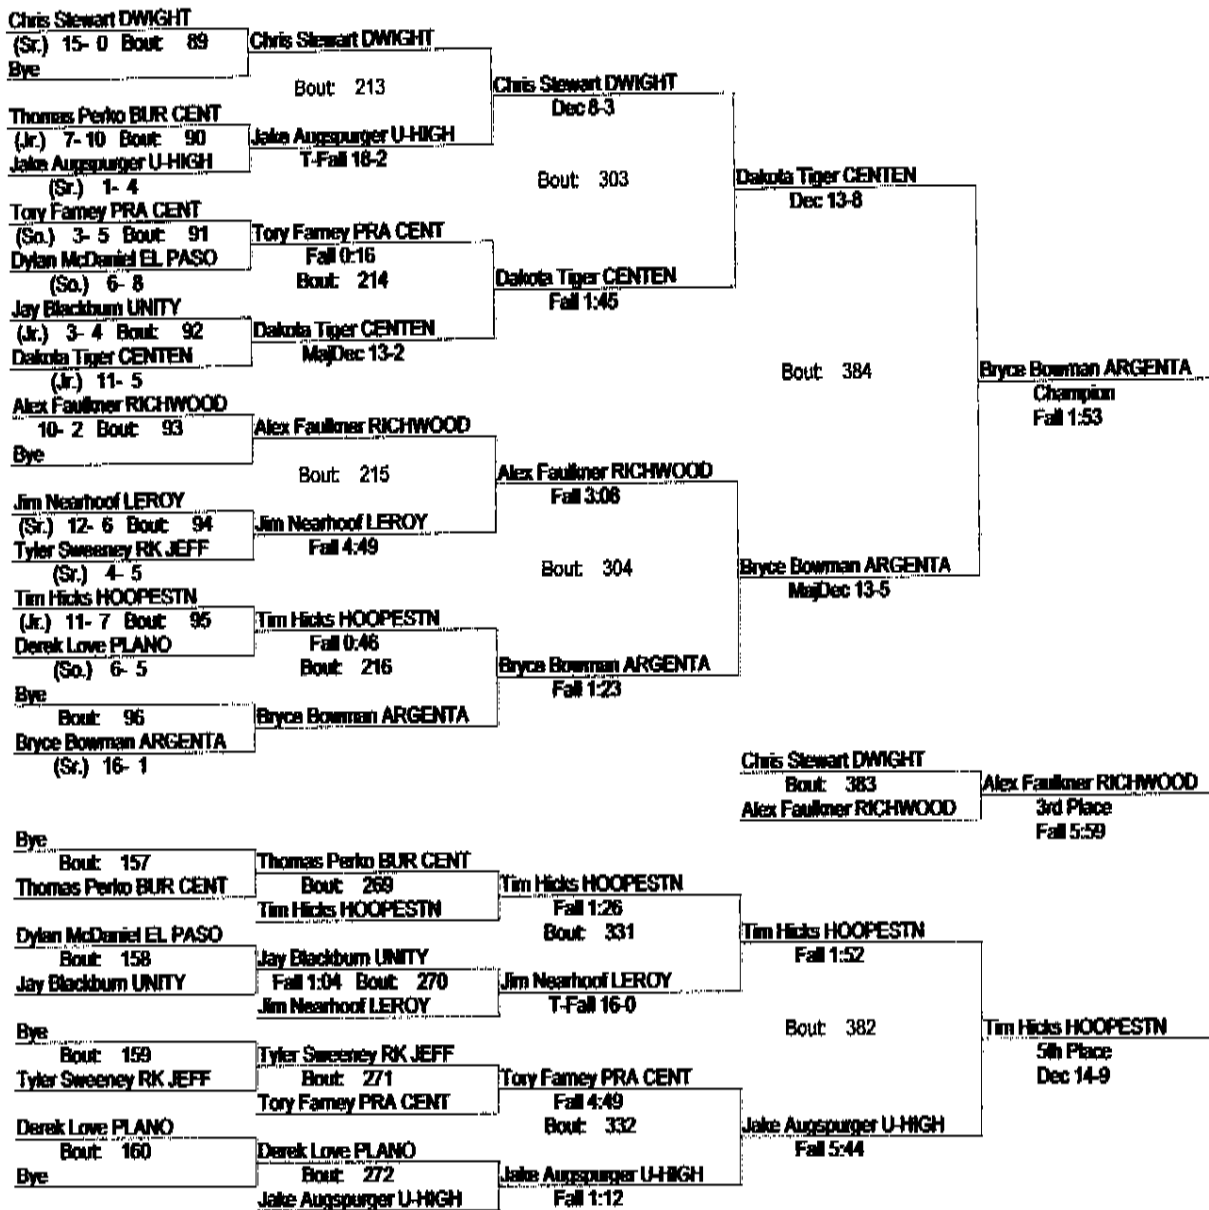 Chris Stewart DWIGHT
(Sr.) 15- 0 Bout: 89
Bye
Chris Stewart DWIGHT
Bout: 213
Thomas Perko BUR CENT
(Jr.) 7- 10 Bout: 90
Jake Augspurger U-HIGH
(Sr.) 1- 4
Jake Augspurger U-HIGH
T-Fall 18-2
Chris Stewart DWIGHT
Dec 8-3
Bout: 303
Tory Farney PRA CENT
(So.) 3- 5 Bout: 91
Dylan McDaniel EL PASO
(So.) 6- 8
Tory Farney PRA CENT
Fall 0:16
Bout: 214
Jay Blackburn UNITY
(Jr.) 3- 4 Bout: 92
Dakota Tiger CENTEN
(Jr.) 11- 5
Dakota Tiger CENTEN
MajDec 13-2
Dakota Tiger CENTEN
Fall 1:45
Dakota Tiger CENTEN
Dec 13-8
Bout: 384
Bryce Bowman ARGENTA
Champion
Fall 1:53
Alex Faulkner RICHWOOD
10- 2 Bout: 93
Bye
Alex Faulkner RICHWOOD
Bout: 215
Jim Nearhoof LEROY
(Sr.) 12- 6 Bout: 94
Tyler Sweeney RK JEFF
(Sr.) 4- 5
Jim Nearhoof LEROY
Fall 4:49
Alex Faulkner RICHWOOD
Fall 3:08
Bout: 304
Tim Hicks HOOPESTN
(Jr.) 11- 7 Bout: 95
Derek Love PLANO
(So.) 6- 5
Tim Hicks HOOPESTN
Fall 0:46
Bout: 216
Bye
Bout: 96
Bryce Bowman ARGENTA
(Sr.) 16- 1
Bryce Bowman ARGENTA
Bryce Bowman ARGENTA
Fall 1:23
Bryce Bowman ARGENTA
MajDec 13-5
Chris Stewart DWIGHT
Bout: 383
Alex Faulkner RICHWOOD
Alex Faulkner RICHWOOD
3rd Place
Fall 5:59
Bye
Bout: 157
Thomas Perko BUR CENT
Thomas Perko BUR CENT
Bout: 269
Tim Hicks HOOPESTN
Tim Hicks HOOPESTN
Fall 1:26
Bout: 331
Dylan McDaniel EL PASO
Bout: 158
Jay Blackburn UNITY
Jay Blackburn UNITY
Fall 1:04 Bout: 270
Jim Nearhoof LEROY
Jim Nearhoof LEROY
T-Fall 16-0
Tim Hicks HOOPESTN
Fall 1:52
Bout: 382
Tim Hicks HOOPESTN
5th Place
Dec 14-9
Bye
Bout: 159
Tyler Sweeney RK JEFF
Tyler Sweeney RK JEFF
Bout: 271
Tory Farney PRA CENT
Tory Farney PRA CENT
Fall 4:49
Bout: 332
Derek Love PLANO
Bout: 160
Bye
Derek Love PLANO
Bout: 272
Jake Augspurger U-HIGH
Jake Augspurger U-HIGH
Fall 1:12
Jake Augspurger U-HIGH
Fall 5:44